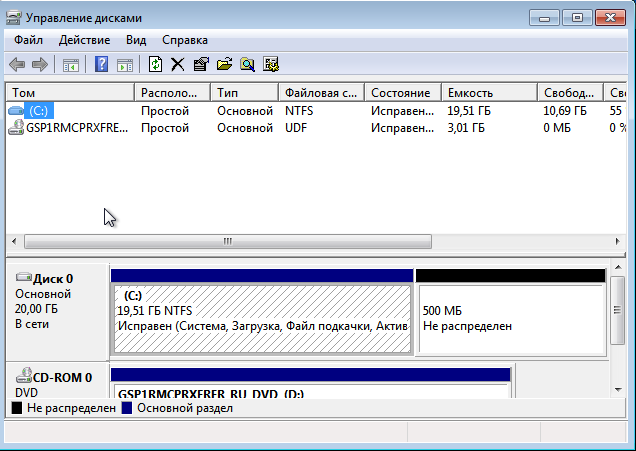 Управление дисками
Файл Действие Вид Справка
Том Располо... Тип Файловая с... Состояние Емкость Свобод... Сво
(C:) Простой Основной NTFS Исправен... 19,51 ГБ 10,69 ГБ 55
GSP1RMCPRXFRE... Простой Основной UDF Исправен... 3,01 ГБ 0 МБ 0 %
Диск 0
Основной
20,00 ГБ
В сети
(C:)
19,51 ГБ NTFS
Исправен (Система, Загрузка, Файл подкачки, Актив
500 МБ
Не распределен
CD-ROM 0
DVD
GSP1RMCPRXFRER_RU_DVD (D:)
Не распределен Основной раздел